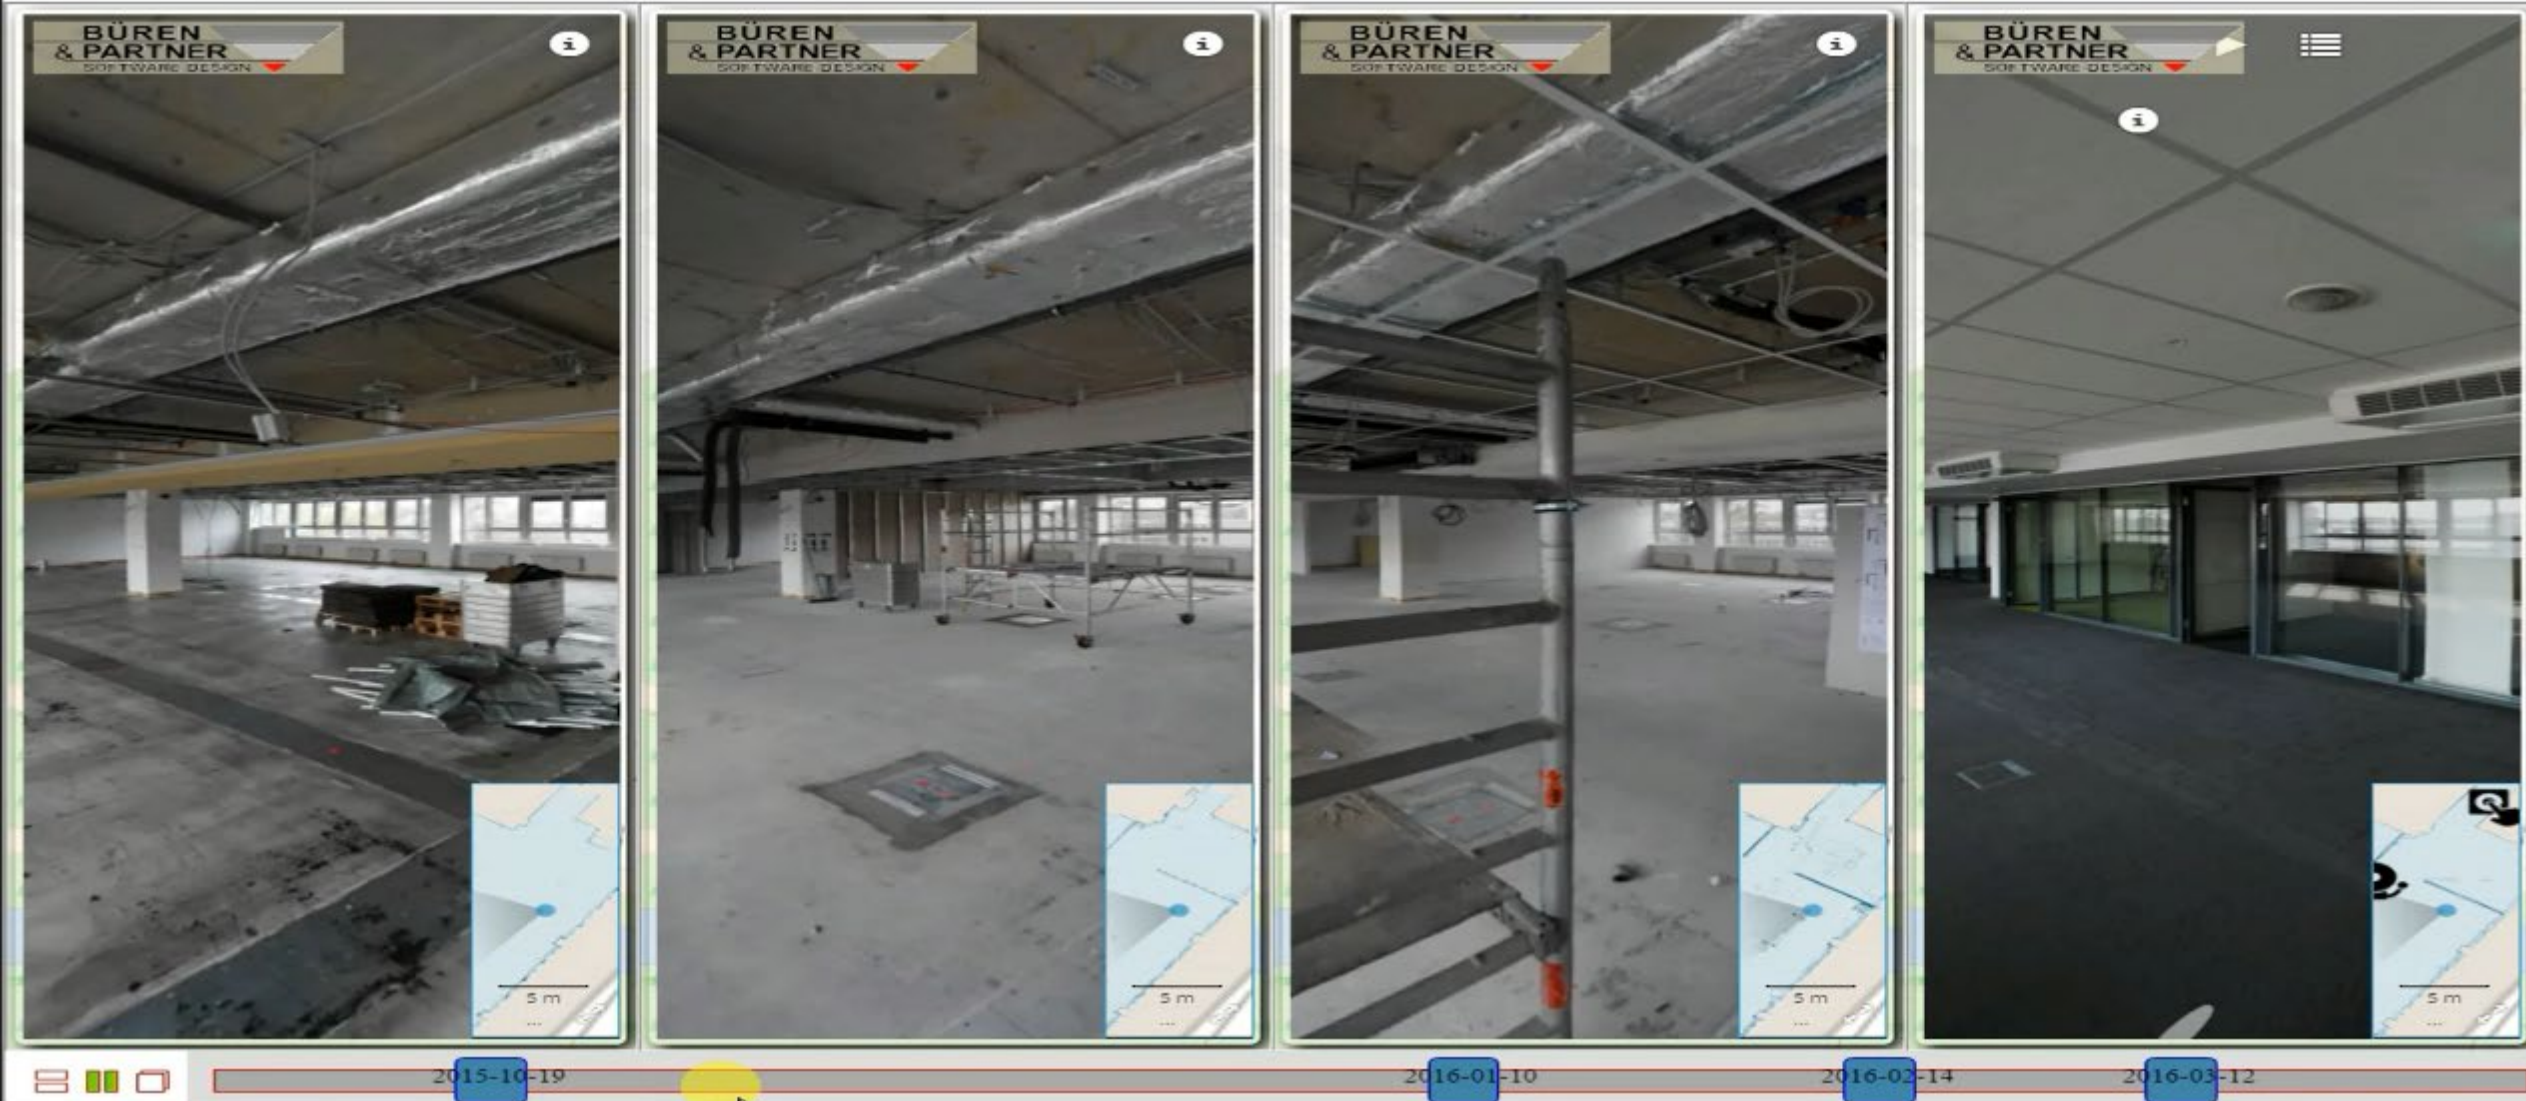 BÜREN
& PARTNER
SOFTWARE-DESIGN
i
BÜREN
& PARTNER
SOFTWARE-DESIGN
i
BÜREN
& PARTNER
SOFTWARE-DESIGN
i
BÜREN
& PARTNER
SOFTWARE-DESIGN
i
5 m
...
5 m
...
5 m
...
5 m
...
2015-10-19
2016-01-10
2016-02-14
2016-03-12